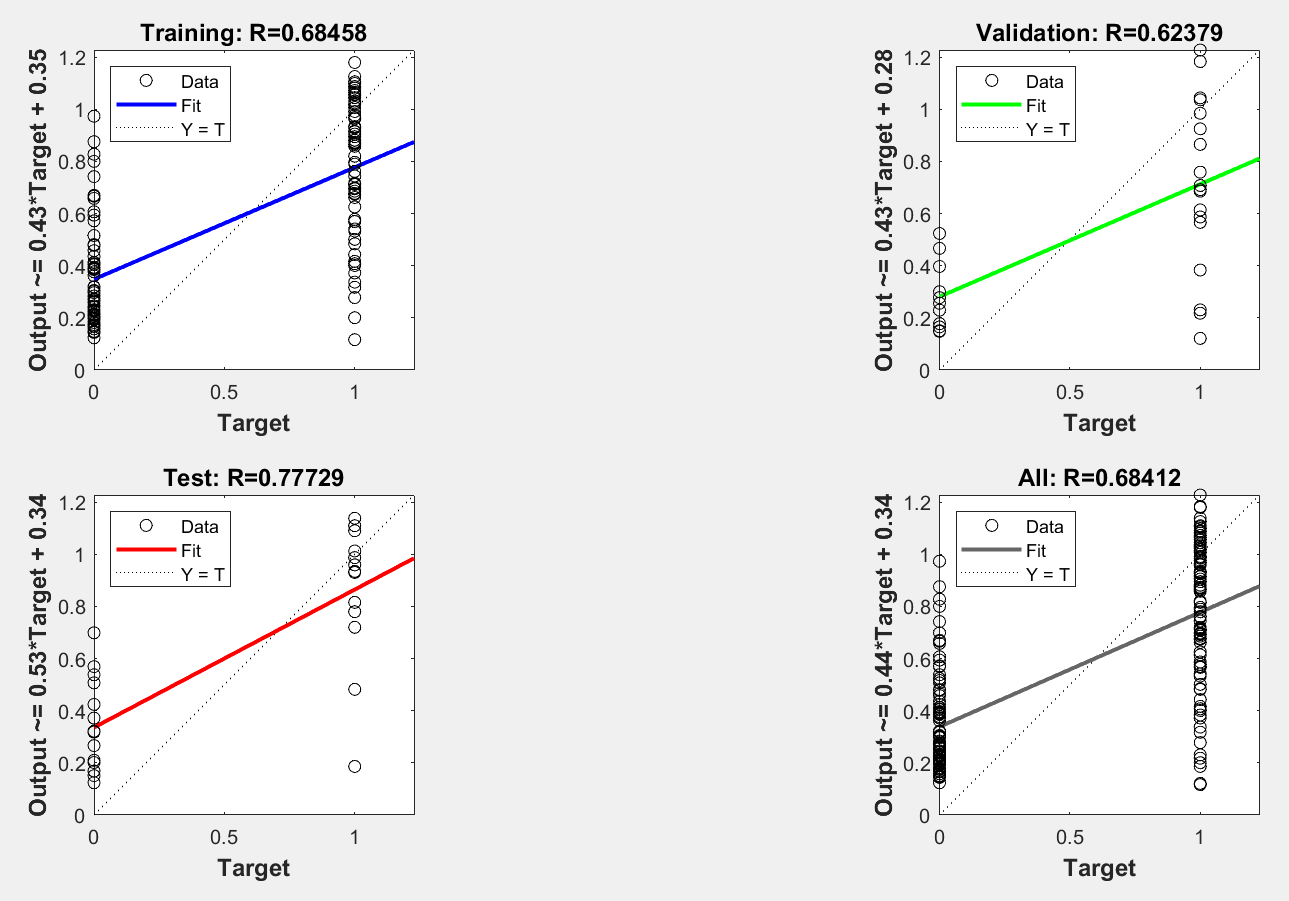 Training: R=0.68458
Output ~= 0.43*Target + 0.35
1.2
1
0.8
0.6
0.4
0.2
0
Data
Fit
Y = T
0
0.5
1
Target
Validation: R=0.62379
Output ~= 0.43*Target + 0.28
1.2
1
0.8
0.6
0.4
0.2
0
Data
Fit
Y = T
0
0.5
1
Target
Test: R=0.77729
Output ~= 0.53*Target + 0.34
1.2
1
0.8
0.6
0.4
0.2
0
Data
Fit
Y = T
0
0.5
1
Target
All: R=0.68412
Output ~= 0.44*Target + 0.34
1.2
1
0.8
0.6
0.4
0.2
0
Data
Fit
Y = T
0
0.5
1
Target